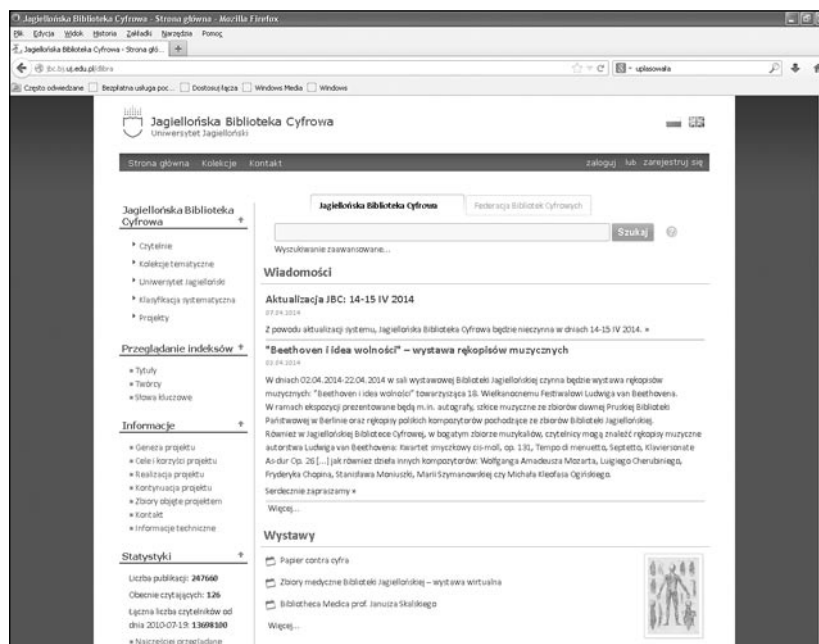 Jagiellońska Biblioteka Cyfrowa - Strona główna - Mozilla Firefox
Plik Edycja Widok Historia Zakładki Narzędzia Pomoc
Jagiellońska Biblioteka Cyfrowa - Strona głó... +
jbc.bj.uj.edu.pl/dlibra
uplasowała
Często odwiedzane Bezpłatna usługa poc... Dostosuj łącza Windows Media Windows
Jagiellońska Biblioteka Cyfrowa
Uniwersytet Jagielloński
Strona główna Kolekcje Kontakt zaloguj lub zarejestruj się
Jagiellońska Biblioteka Cyfrowa Federacja Bibliotek Cyfrowych
Szukaj ?
Wyszukiwanie zaawansowane...
Jagiellońska Biblioteka
Cyfrowa
Czytelnie
Kolekcje tematyczne
Uniwersytet Jagielloński
Klasyfikacja systematyczna
Projekty
Przeglądanie indeksów
Tytuły
Twórcy
Słowa kluczowe
Informacje
Geneza projektu
Cele i korzyści projektu
Realizacja projektu
Kontynuacja projektu
Zbiory objęte projektem
Kontakt
Informacje techniczne
Statystyki
Liczba publikacji: 247660
Obecnie czytających: 126
Łączna liczba czytelników od
dnia 2010-07-19: 13698100
Najczęściej przeglądane
Wiadomości
Aktualizacja JBC: 14-15 IV 2014
07.04.2014
Z powodu aktualizacji systemu, Jagiellońska Biblioteka Cyfrowa będzie nieczynna w dniach 14-15 IV 2014. »
"Beethoven i idea wolności" – wystawa rękopisów muzycznych
02.04.2014
W dniach 02.04.2014-22.04.2014 w sali wystawowej Biblioteki Jagiellońskiej czynna będzie wystawa rękopisów
muzycznych: "Beethoven i idea wolności" towarzysząca 18. Wielkanocnemu Festiwalowi Ludwiga van Beethovena.
W ramach ekspozycji prezentowane będą m.in. autografy, szkice muzyczne ze zbiorów dawnej Pruskiej Biblioteki
Państwowej w Berlinie oraz rękopisy polskich kompozytorów pochodzące ze zbiorów Biblioteki Jagiellońskiej.
Również w Jagiellońskiej Bibliotece Cyfrowej, w bogatym zbiorze muzykaliów, czytelnicy mogą znaleźć rękopisy muzyczne
autorstwa Ludwiga van Beethovena: Kwartet smyczkowy cis-moll, op. 131, Tempo di menuetto, Septetto, Klaviersonate
As-dur Op. 26 [...] jak również dzieła innych kompozytorów: Wolfganga Amadeusza Mozarta, Luigiego Cherubiniego,
Fryderyka Chopina, Stanisława Moniuszki, Marii Szymanowskiej czy Michała Kleofasa Ogińskiego.
Serdecznie zapraszamy »
Więcej...
Wystawy
Papier contra cyfra
Zbiory medyczne Biblioteki Jagiellońskiej – wystawa wirtualna
Bibliotheca Medica prof. Janusza Skalskiego
Więcej...